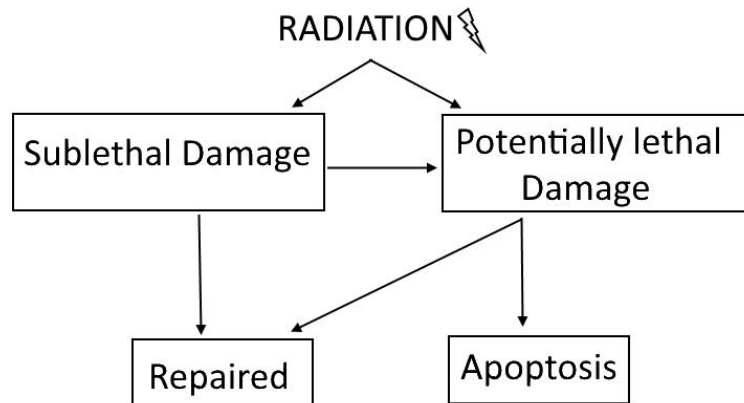 RADIATION
Sublethal Damage
Potentially lethal
Damage
Repaired
Apoptosis